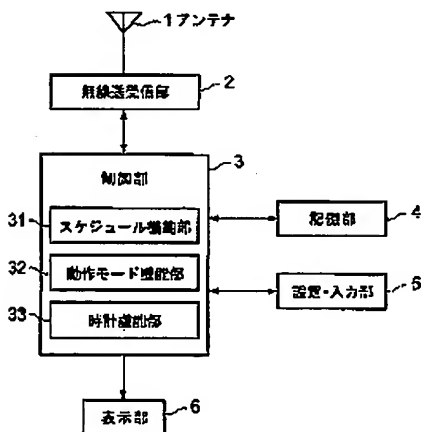 1 アンテナ
無線送受信部
2
3
制御部
31
スケジュール機能部
32
動作モード機能部
33
時計機能部
記憶部
4
設定・入力部
5
表示部
6